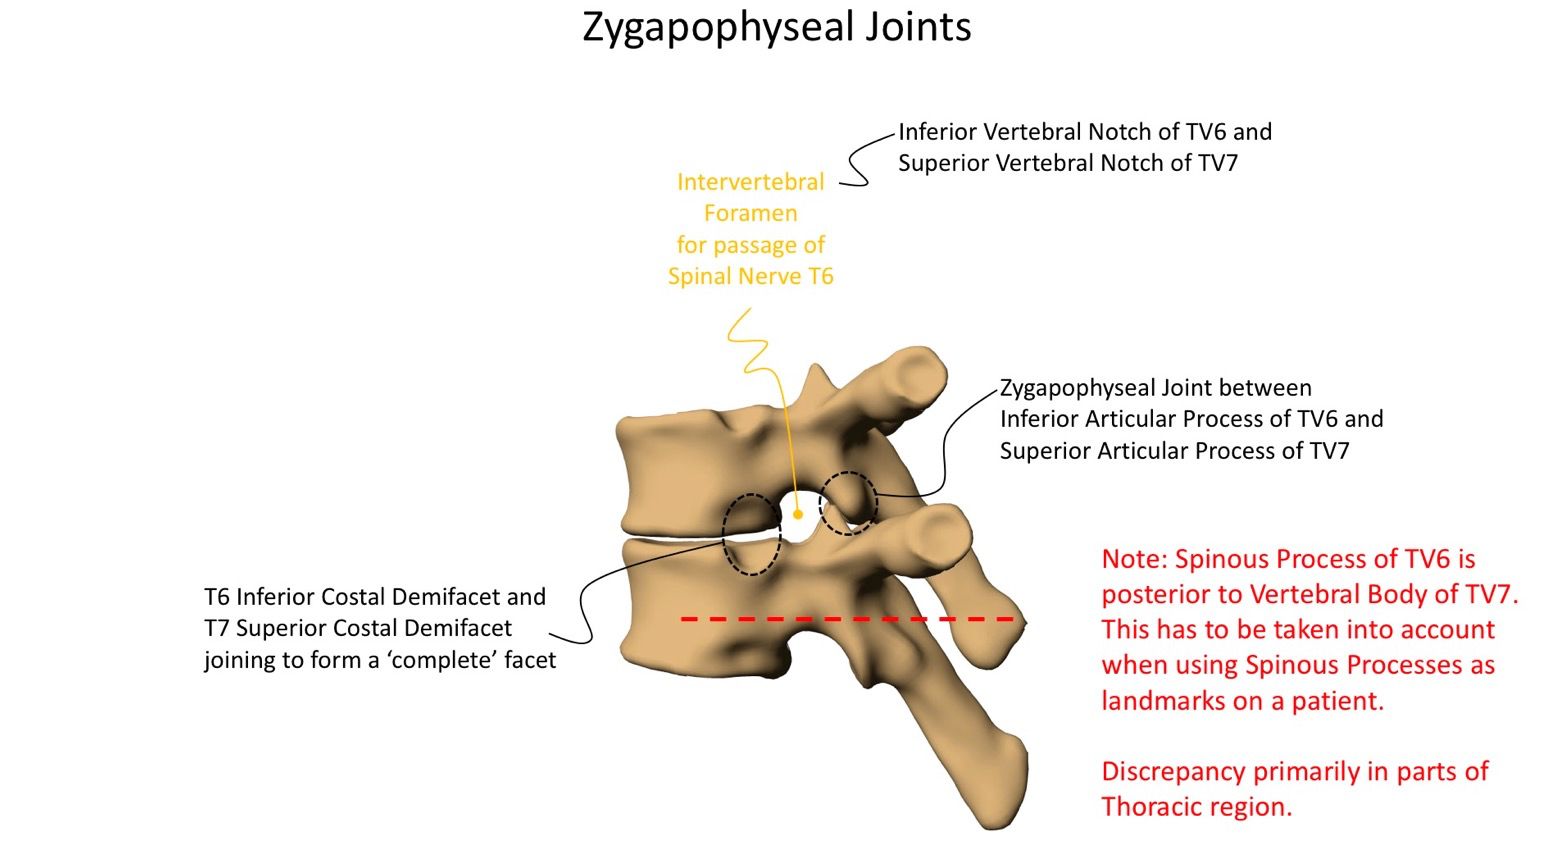 Zygapophyseal Joints
Inferior Vertebral Notch of TV6 and
Superior Vertebral Notch of TV7
Intervertebral
Foramen
for passage of
Spinal Nerve T6
Zygapophyseal Joint between
Inferior Articular Process of TV6 and
Superior Articular Process of TV7
T6 Inferior Costal Demifacet and
T7 Superior Costal Demifacet
joining to form a ‘complete’ facet
Note: Spinous Process of TV6 is
posterior to Vertebral Body of TV7.
This has to be taken into account
when using Spinous Processes as
landmarks on a patient.
Discrepancy primarily in parts of
Thoracic region.